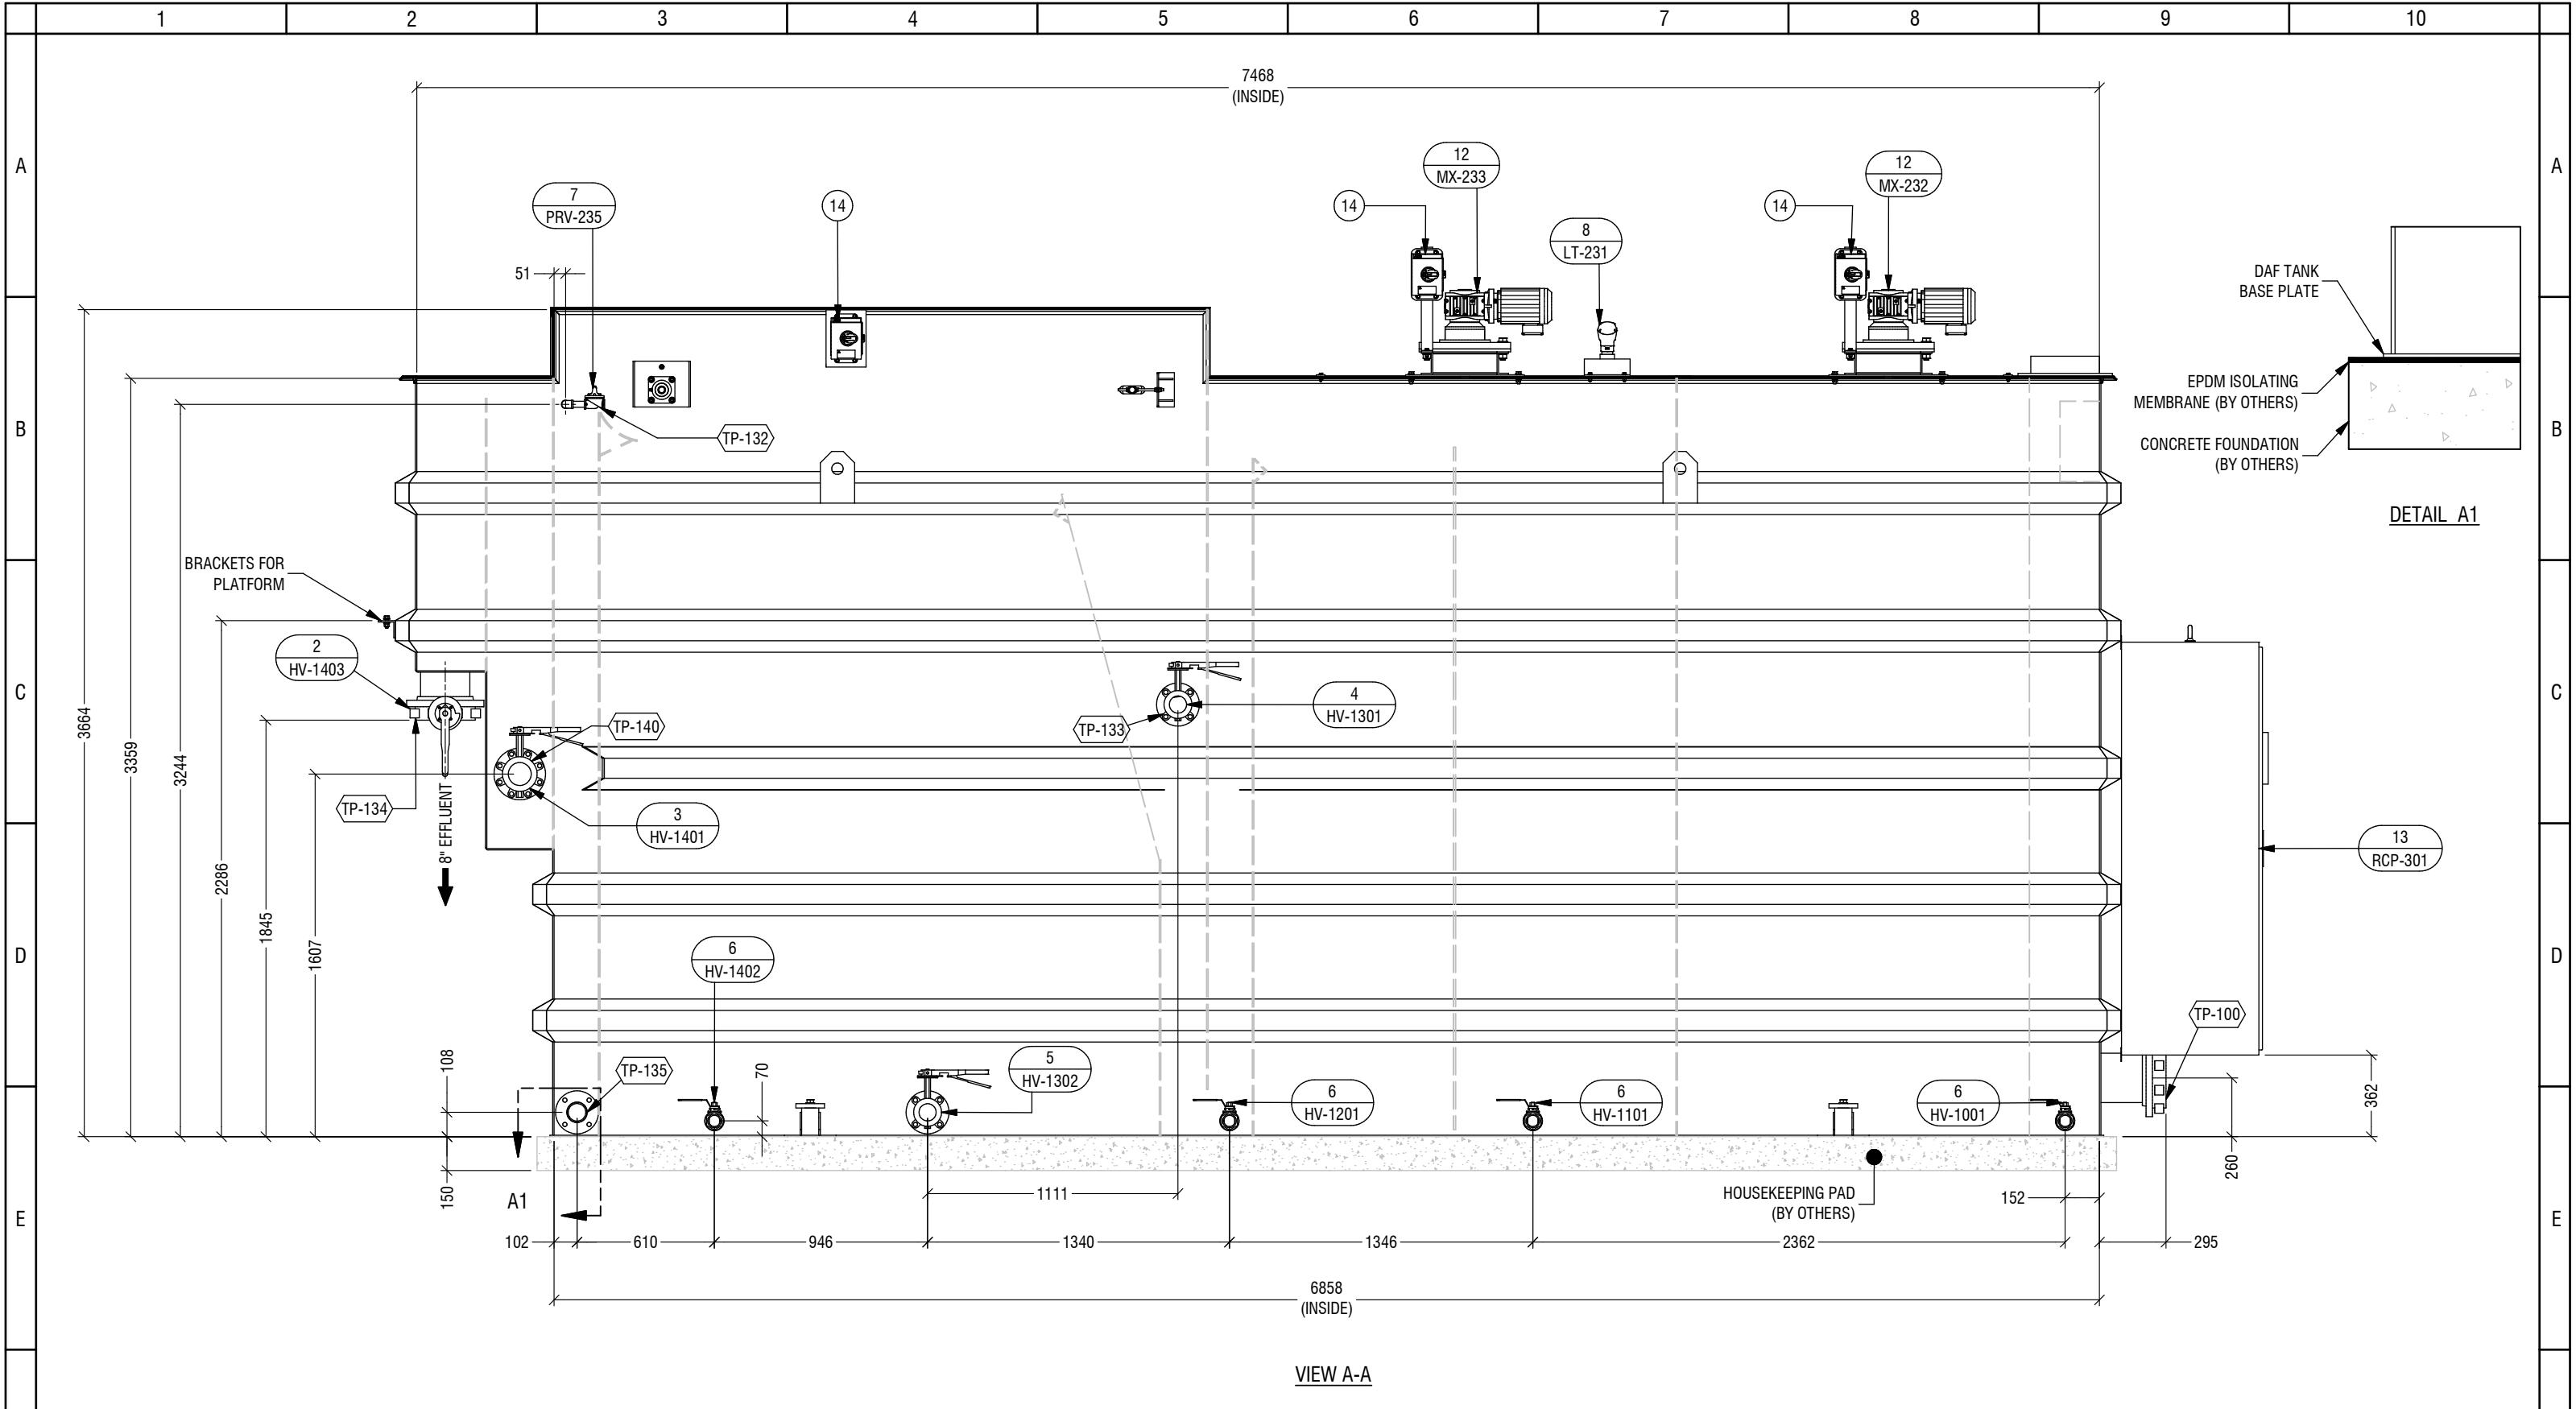 1 2 3 4 5 6 7 8 9 10
A
B
C
D
E
A
B
C
D
E
7468
(INSIDE)
7
PRV-235
14
14
12
MX-233
8
LT-231
14
12
MX-232
51
TP-132
DAF TANK
BASE PLATE
EPDM ISOLATING
MEMBRANE (BY OTHERS)
CONCRETE FOUNDATION
(BY OTHERS)
DETAIL A1
BRACKETS FOR
PLATFORM
2
HV-1403
TP-134
8" EFFLUENT
TP-140
3
HV-1401
TP-133
4
HV-1301
13
RCP-301
3664
3359
3244
2286
1845
1607
108
150
6
HV-1402
70
TP-135
5
HV-1302
6
HV-1201
6
HV-1101
6
HV-1001
TP-100
362
260
A1
1111
HOUSEKEEPING PAD
(BY OTHERS)
152
102
610
946
1340
1346
2362
295
6858
(INSIDE)
VIEW A-A